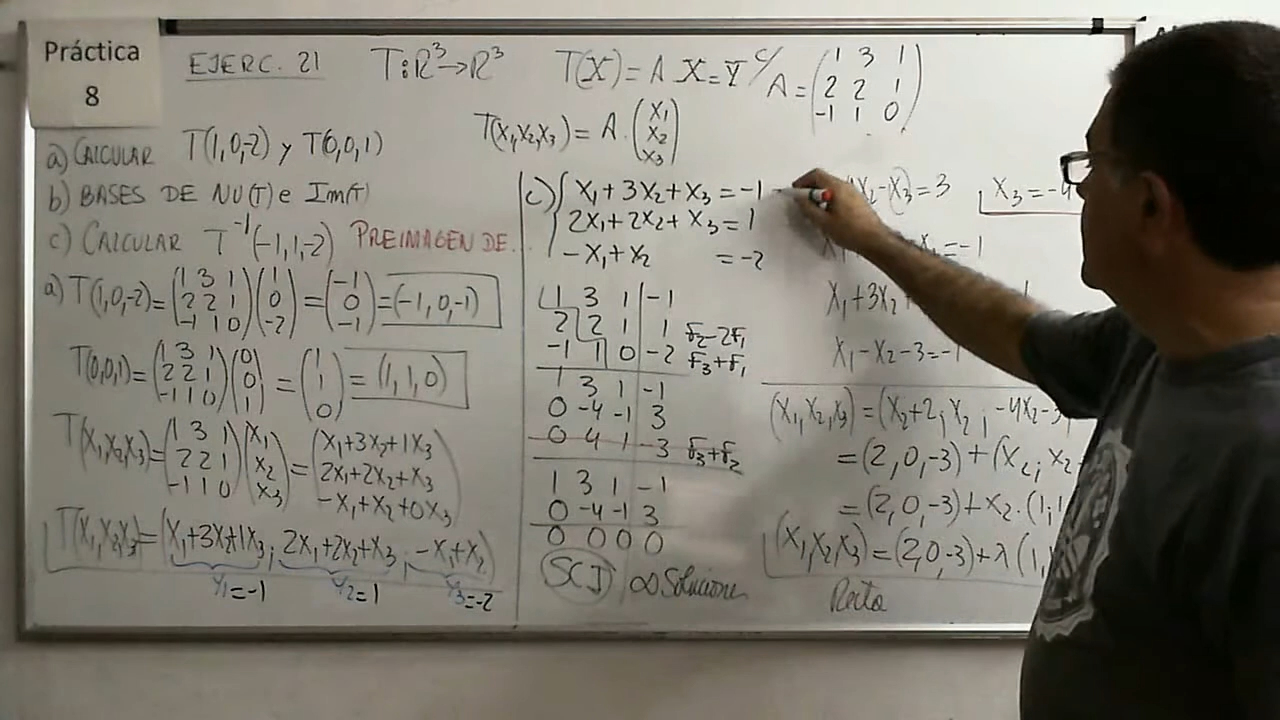 Práctica
8
EJERC. 21 T:R³→R³ T(X) = A.X = Y c/ A = (1 3 1
2 2 1
-1 1 0)
T(x₁,x₂,x₃) = A.(x₁
x₂
x₃)
a) CALCULAR T(1,0,-2) y T(0,0,1)
b) BASES DE NU(T) e Im(T)
c) CALCULAR T⁻¹(-1,1,-2) PREIMAGEN DE...
a) T(1,0,-2) = (1 3 1
2 2 1
-1 1 0)(1
0
-2) = (-1
0
-1) = (-1,0,-1)
T(0,0,1) = (1 3 1
2 2 1
-1 1 0)(0
0
1) = (1
1
0) = (1,1,0)
T(x₁,x₂,x₃) = (1 3 1
2 2 1
-1 1 0)(x₁
x₂
x₃) = (x₁+3x₂+1x₃
2x₁+2x₂+x₃
-x₁+x₂+0x₃)
T(x₁,x₂,x₃) = (x₁+3x₂+1x₃; 2x₁+2x₂+x₃; -x₁+x₂)
y₁=-1 y₂=1 y₃=-2
c) { x₁+3x₂+x₃ = -1
2x₁+2x₂+x₃ = 1
-x₁+x₂ = -2
1 3 1 | -1
2 2 1 | 1 F₂-2F₁
-1 1 0 | -2 F₃+F₁
1 3 1 | -1
0 -4 -1 | 3
0 4 1 | -3 F₃+F₂
1 3 1 | -1
0 -4 -1 | 3
0 0 0 | 0
SCI ∞ Soluciones
x₂-x₃ = 3 x₃ = -4
= -1
x₁+3x₂+
x₁-x₂-3 = -1
(x₁,x₂,x₃) = (x₂+2; x₂; -4x₂-3
= (2,0,-3) + (x₂; x₂
= (2,0,-3) + x₂.(1,1
(x₁,x₂,x₃) = (2,0,-3) + λ(1,
Recta